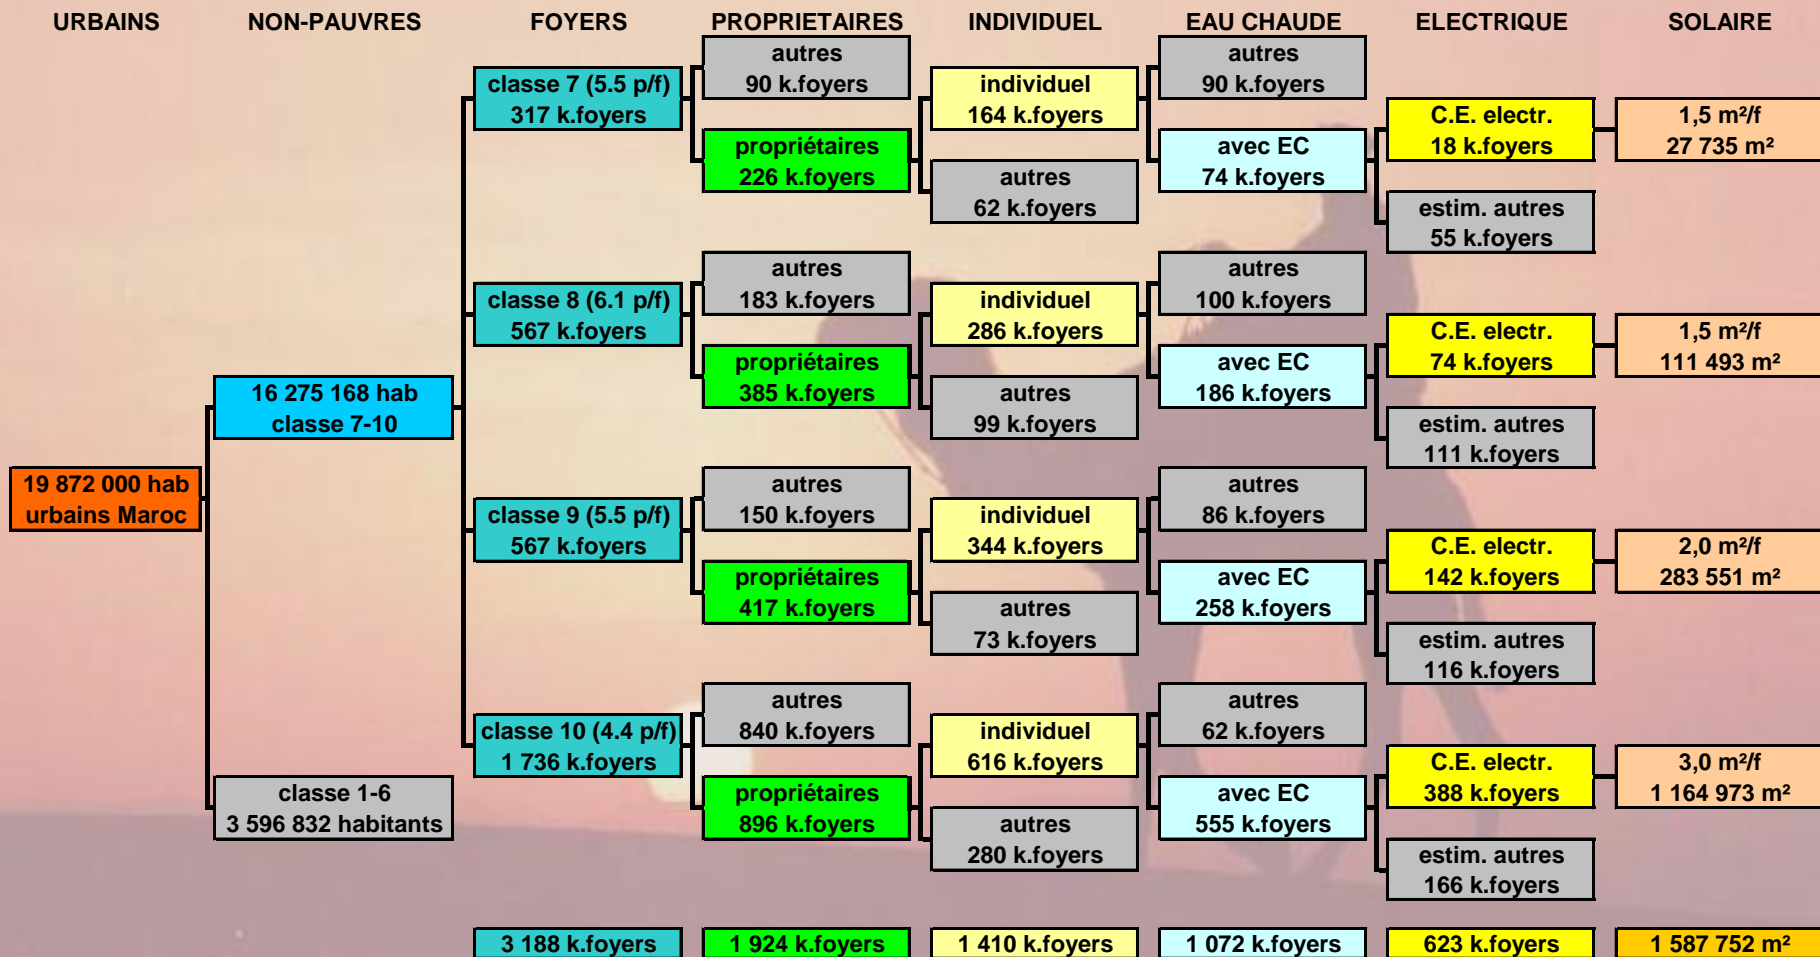 URBAINS
NON-PAUVRES
FOYERS
PROPRIETAIRES
INDIVIDUEL
EAU CHAUDE
ELECTRIQUE
SOLAIRE
19 872 000 hab
urbains Maroc
16 275 168 hab
classe 7-10
classe 1-6
3 596 832 habitants
classe 7 (5.5 p/f)
317 k.foyers
autres
90 k.foyers
propriétaires
226 k.foyers
individuel
164 k.foyers
autres
62 k.foyers
autres
90 k.foyers
avec EC
74 k.foyers
C.E. electr.
18 k.foyers
estim. autres
55 k.foyers
1,5 m²/f
27 735 m²
classe 8 (6.1 p/f)
567 k.foyers
autres
183 k.foyers
propriétaires
385 k.foyers
individuel
286 k.foyers
autres
99 k.foyers
autres
100 k.foyers
avec EC
186 k.foyers
C.E. electr.
74 k.foyers
estim. autres
111 k.foyers
1,5 m²/f
111 493 m²
classe 9 (5.5 p/f)
567 k.foyers
autres
150 k.foyers
propriétaires
417 k.foyers
individuel
344 k.foyers
autres
73 k.foyers
autres
86 k.foyers
avec EC
258 k.foyers
C.E. electr.
142 k.foyers
estim. autres
116 k.foyers
2,0 m²/f
283 551 m²
classe 10 (4.4 p/f)
1 736 k.foyers
autres
840 k.foyers
propriétaires
896 k.foyers
individuel
616 k.foyers
autres
280 k.foyers
autres
62 k.foyers
avec EC
555 k.foyers
C.E. electr.
388 k.foyers
estim. autres
166 k.foyers
3,0 m²/f
1 164 973 m²
3 188 k.foyers
1 924 k.foyers
1 410 k.foyers
1 072 k.foyers
623 k.foyers
1 587 752 m²